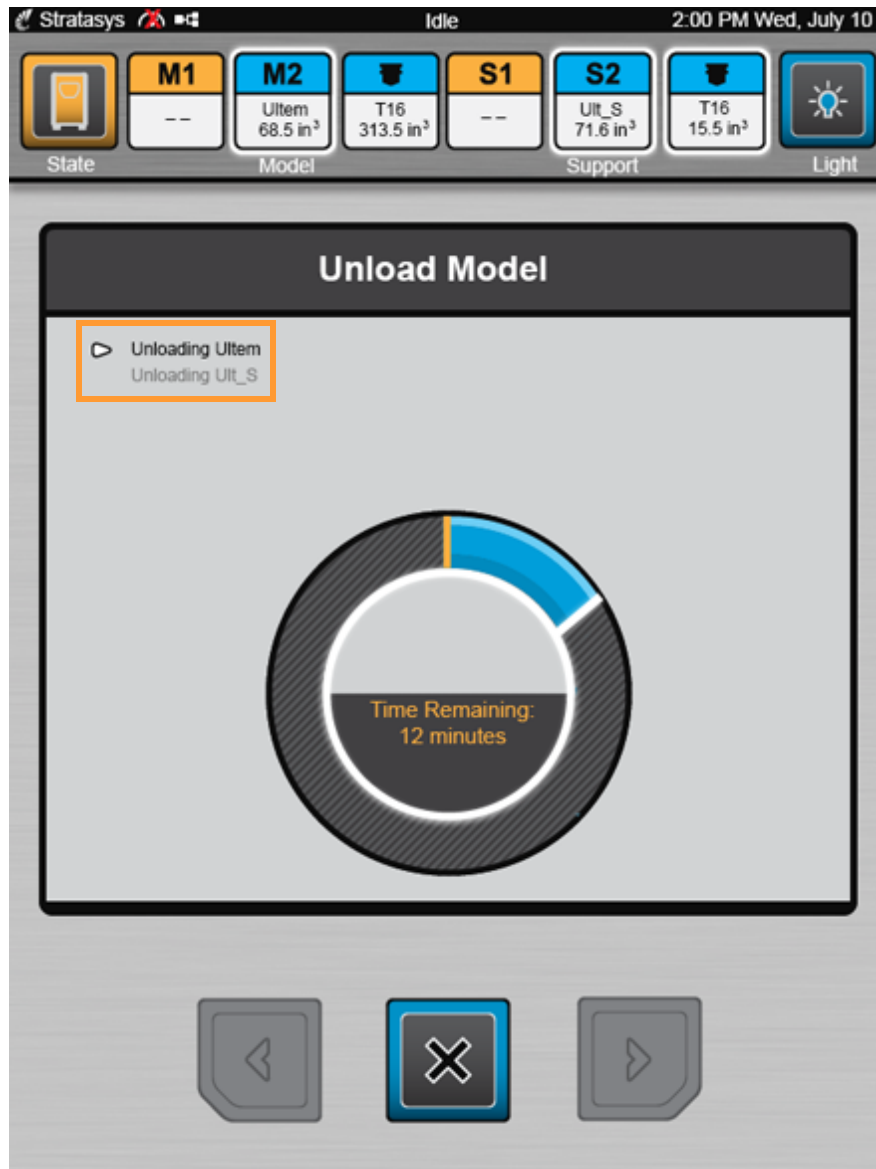 Stratasys Idle 2:00 PM Wed, July 10
M1 M2 S1 S2
-- Ultem T16 -- Ult_S T16
68.5 in³ 313.5 in³ 71.6 in³ 15.5 in³
State Model Support Light
Unload Model
Unloading Ultem
Unloading Ult_S
Time Remaining:
12 minutes